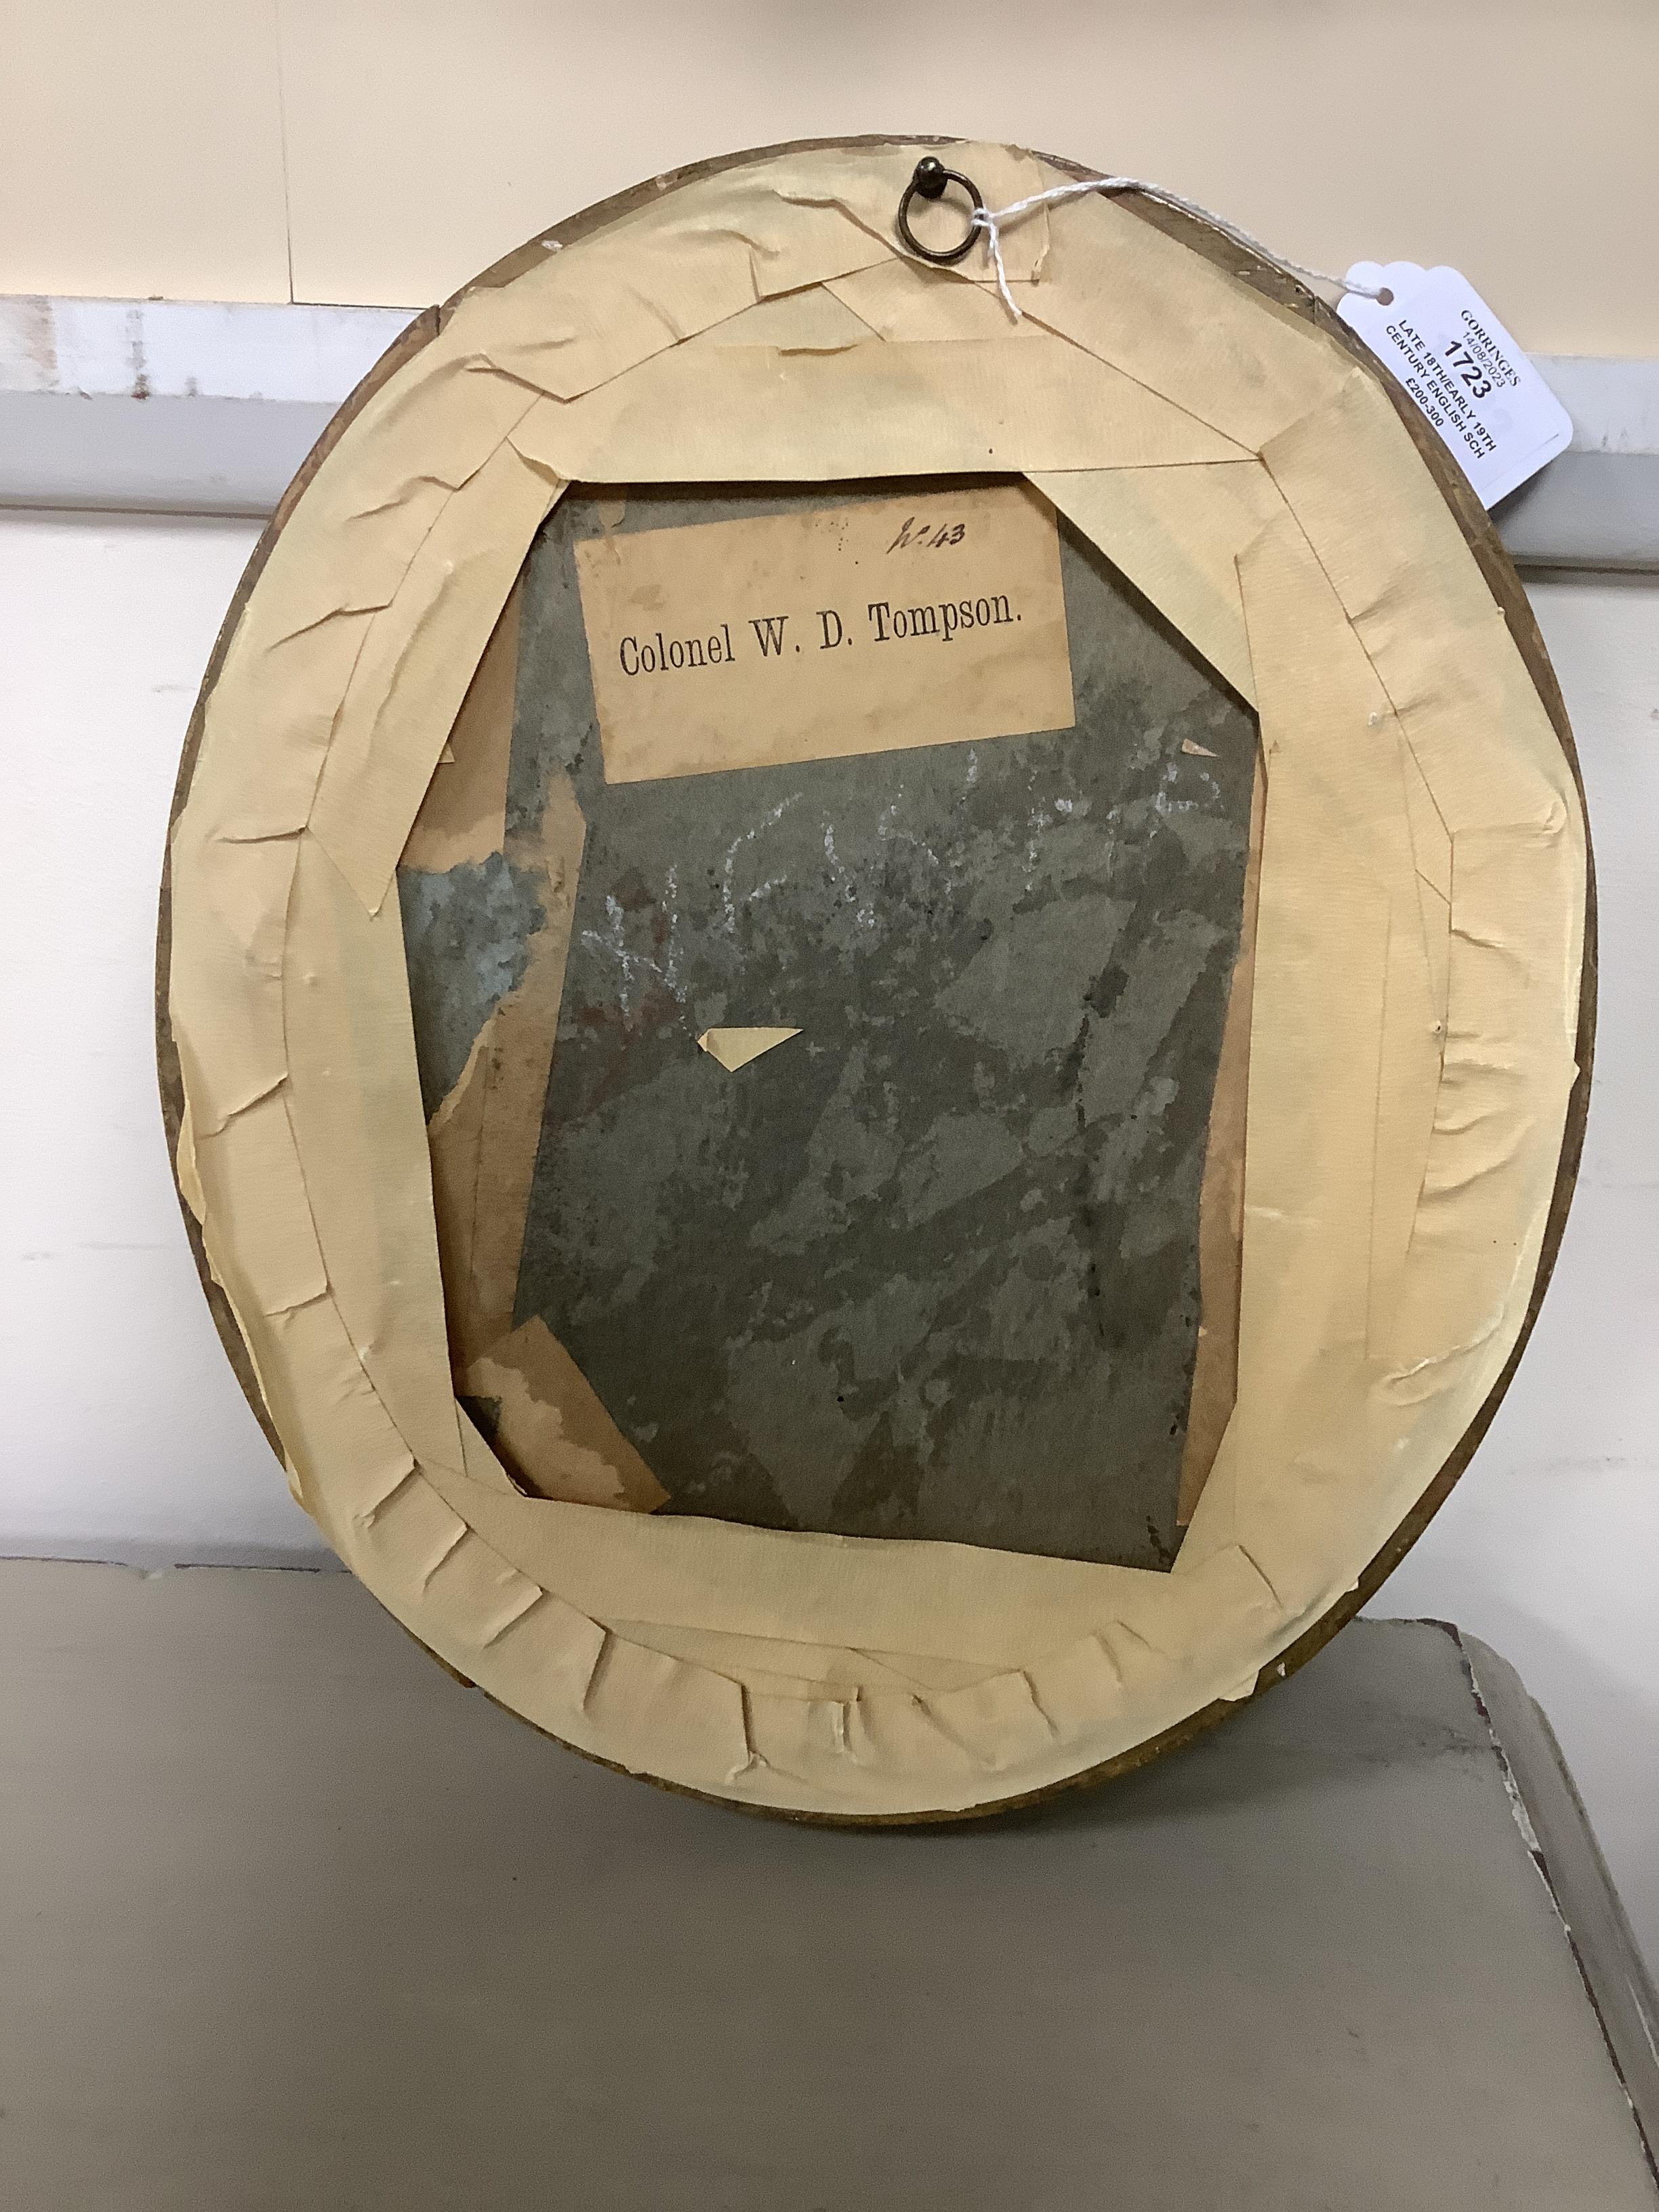 GORRINGES
14/08/2023
1723
LATE 18TH/EARLY 19TH
CENTURY ENGLISH SCH
£200-300
No. 43
Colonel W. D. Tompson.